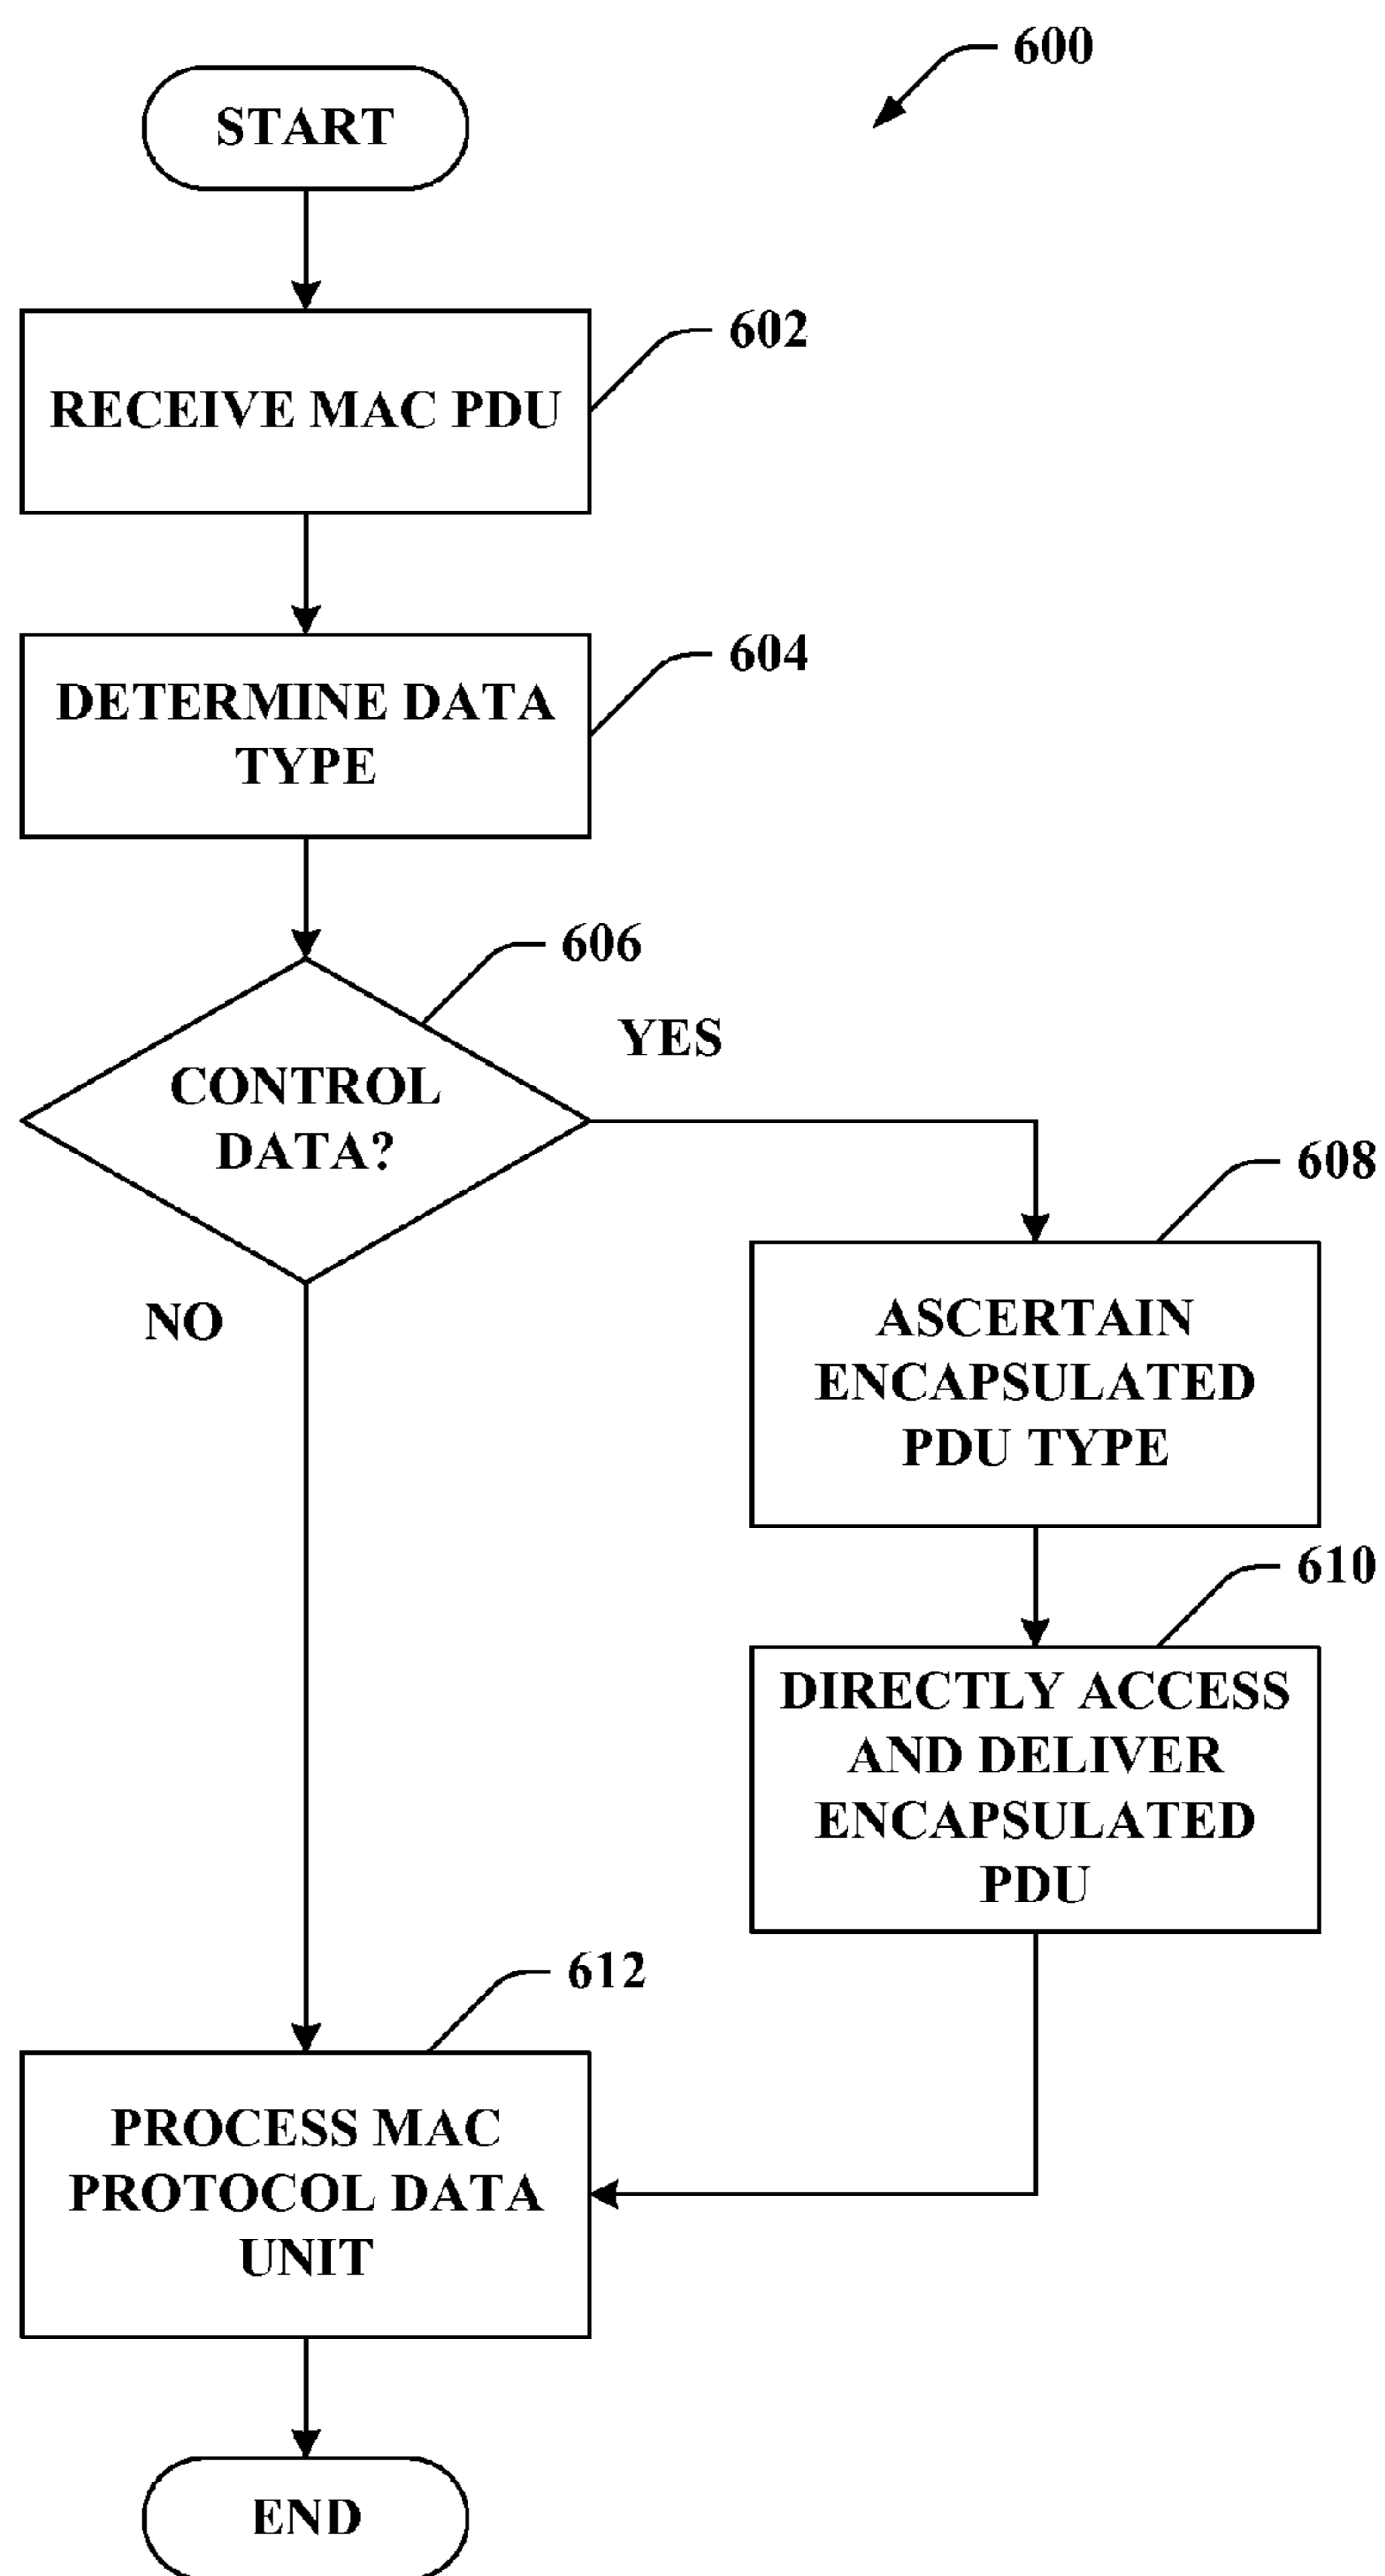 600
START
602
RECEIVE MAC PDU
604
DETERMINE DATA
TYPE
606
YES
CONTROL
DATA?
608
NO
ASCERTAIN
ENCAPSULATED
PDU TYPE
610
DIRECTLY ACCESS
AND DELIVER
ENCAPSULATED
PDU
612
PROCESS MAC
PROTOCOL DATA
UNIT
END